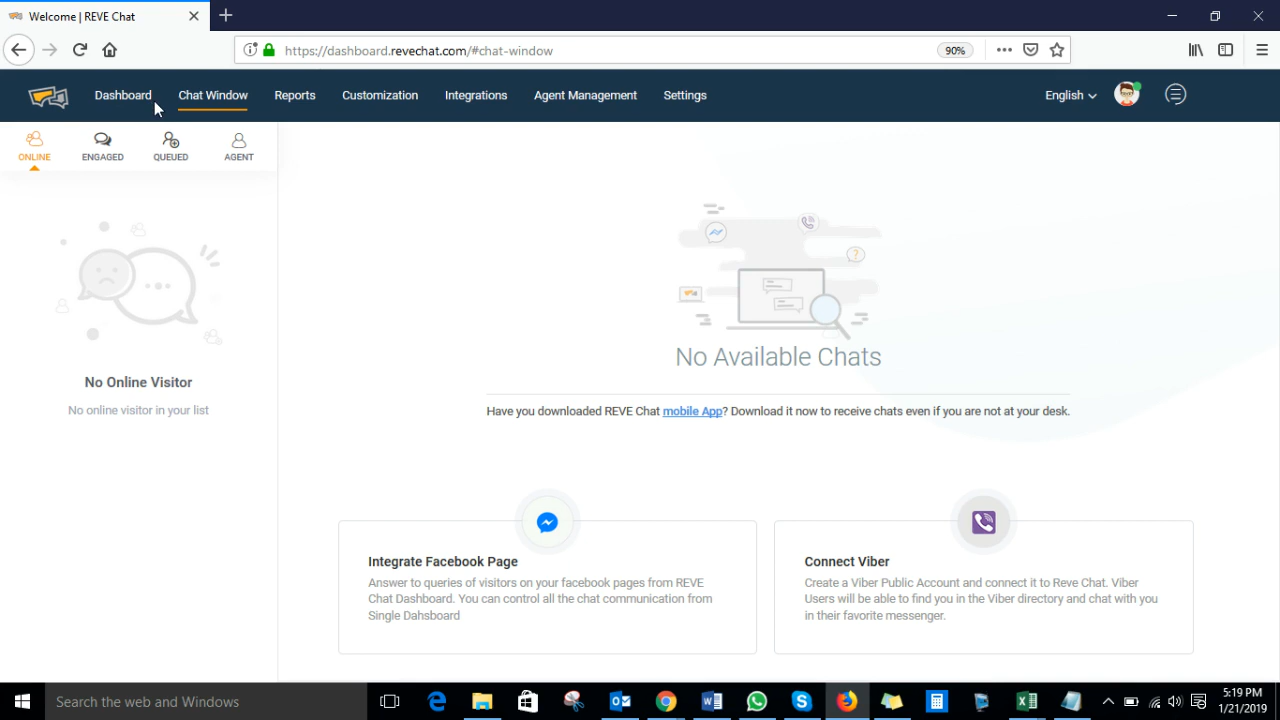 Welcome | REVE Chat
https://dashboard.revechat.com/#chat-window
90%
Dashboard
Chat Window
Reports
Customization
Integrations
Agent Management
Settings
English
ONLINE
ENGAGED
QUEUED
AGENT
No Online Visitor
No online visitor in your list
No Available Chats
Have you downloaded REVE Chat mobile App? Download it now to receive chats even if you are not at your desk.
Integrate Facebook Page
Answer to queries of visitors on your facebook pages from REVE
Chat Dashboard. You can control all the chat communication from
Single Dahsboard
Connect Viber
Create a Viber Public Account and connect it to Reve Chat. Viber
Users will be able to find you in the Viber directory and chat with you
in their favorite messenger.
Search the web and Windows
5:19 PM
1/21/2019